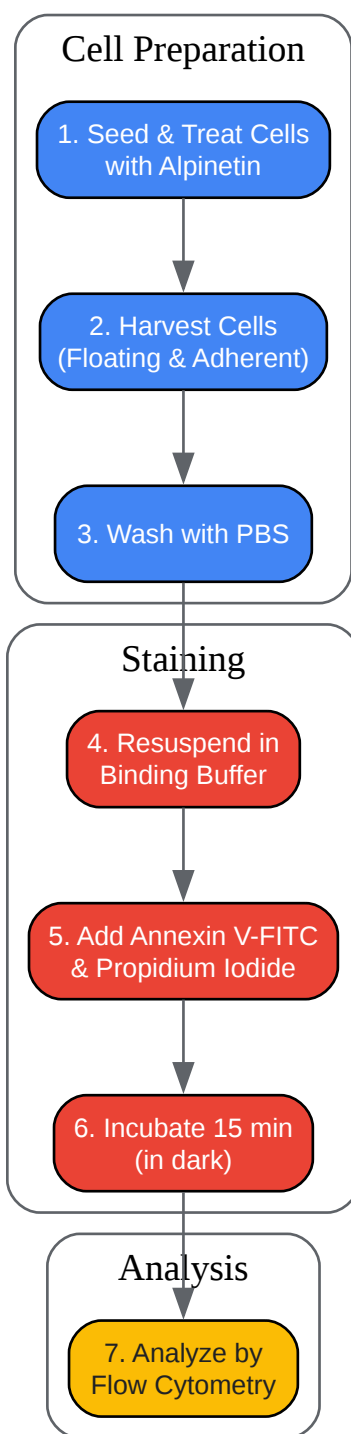 Cell Preparation
1. Seed & Treat Cells
with Alpinetin
2. Harvest Cells
(Floating & Adherent)
3. Wash with PBS
Staining
4. Resuspend in
Binding Buffer
5. Add Annexin V-FITC
& Propidium Iodide
6. Incubate 15 min
(in dark)
Analysis
7. Analyze by
Flow Cytometry